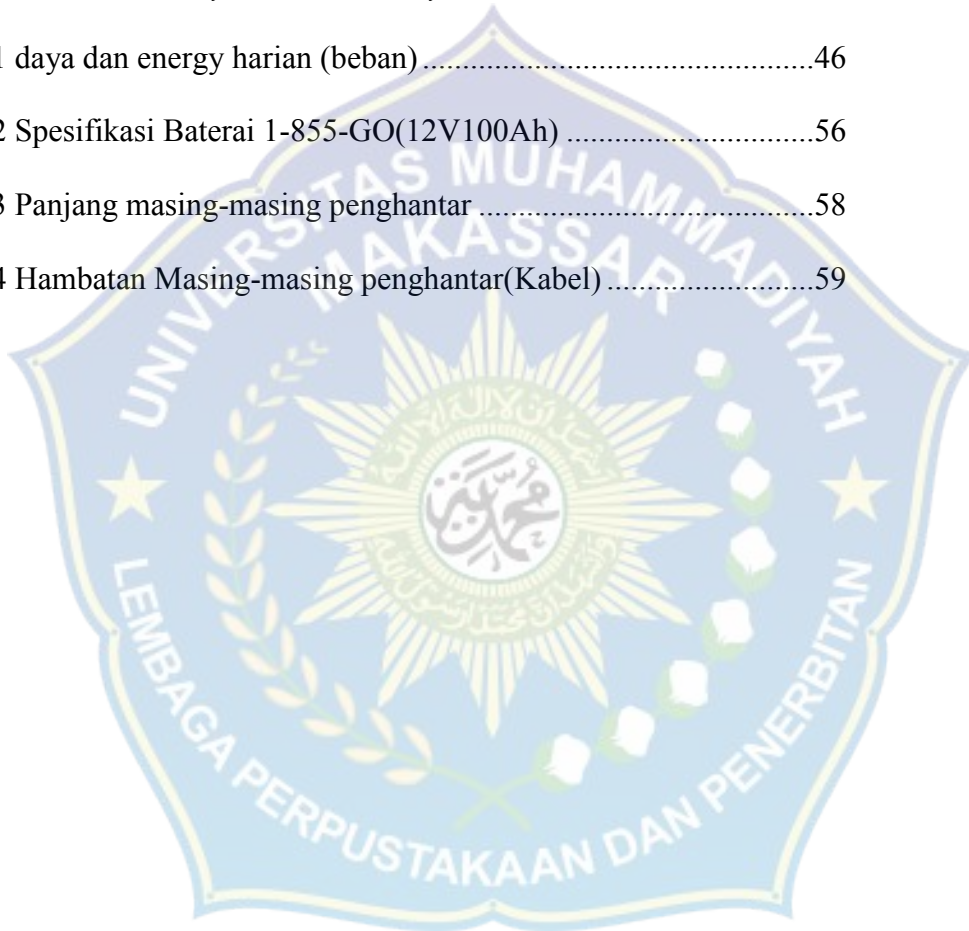 1 daya dan energy harian (beban) ................................................46
2 Spesifikasi Baterai 1-855-GO(12V100Ah) ..............................56
3 Panjang masing-masing penghantar .........................................58
4 Hambatan Masing-masing penghantar(Kabel) .........................59
UNIVERSITAS MUHAMMADIYAH
MAKASSAR
LEMBAGA PERPUSTAKAAN DAN PENERBITAN